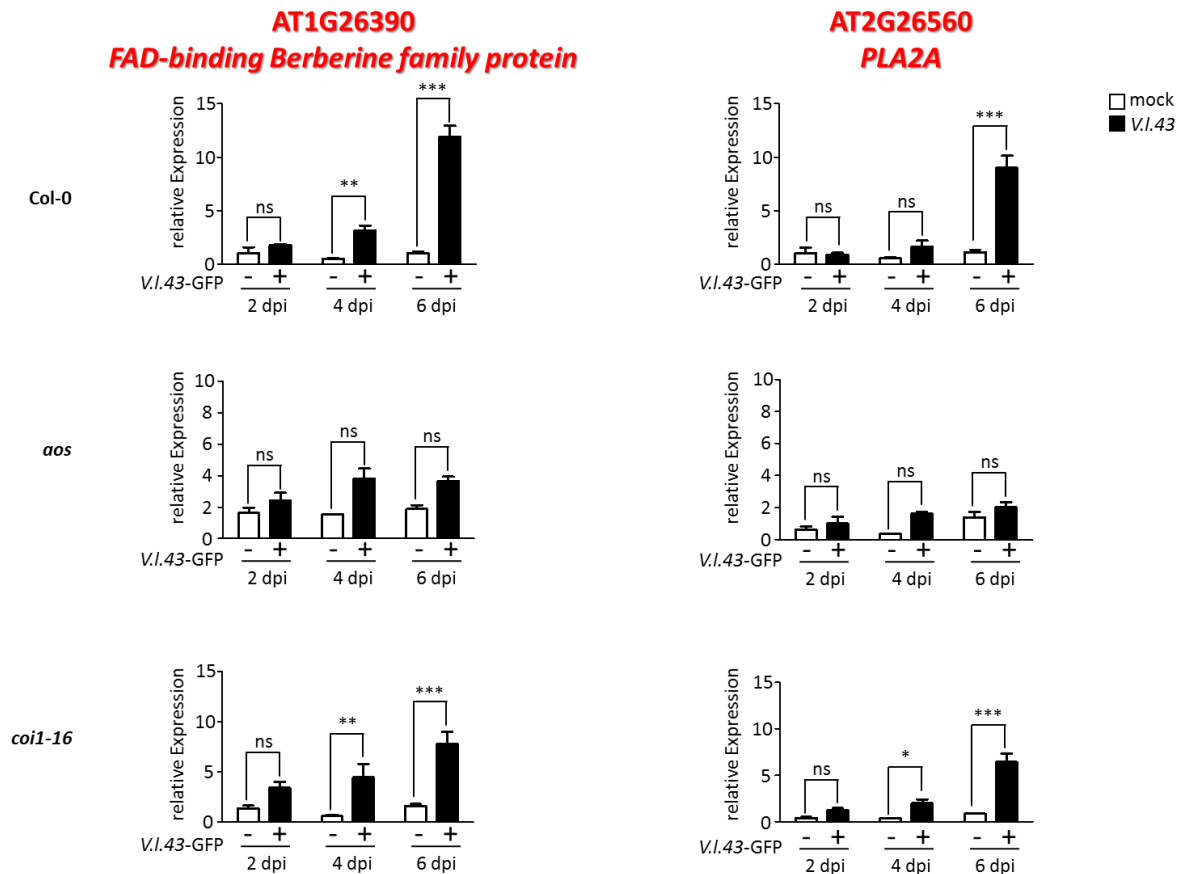 AT1G26390
FAD-binding Berberine family protein
AT2G26560
PLA2A
mock
V.l.43
Col-0
relative Expression
15
10
5
0
ns
**
***
- + - + - +
V.l.43-GFP
2 dpi 4 dpi 6 dpi
relative Expression
15
10
5
0
ns
ns
***
- + - + - +
V.l.43-GFP
2 dpi 4 dpi 6 dpi
aos
relative Expression
10
8
6
4
2
0
ns
ns
ns
- + - + - +
V.l.43-GFP
2 dpi 4 dpi 6 dpi
relative Expression
10
8
6
4
2
0
ns
ns
ns
- + - + - +
V.l.43-GFP
2 dpi 4 dpi 6 dpi
coi1-16
relative Expression
15
10
5
0
ns
**
***
- + - + - +
V.l.43-GFP
2 dpi 4 dpi 6 dpi
relative Expression
15
10
5
0
ns
*
***
- + - + - +
V.l.43-GFP
2 dpi 4 dpi 6 dpi